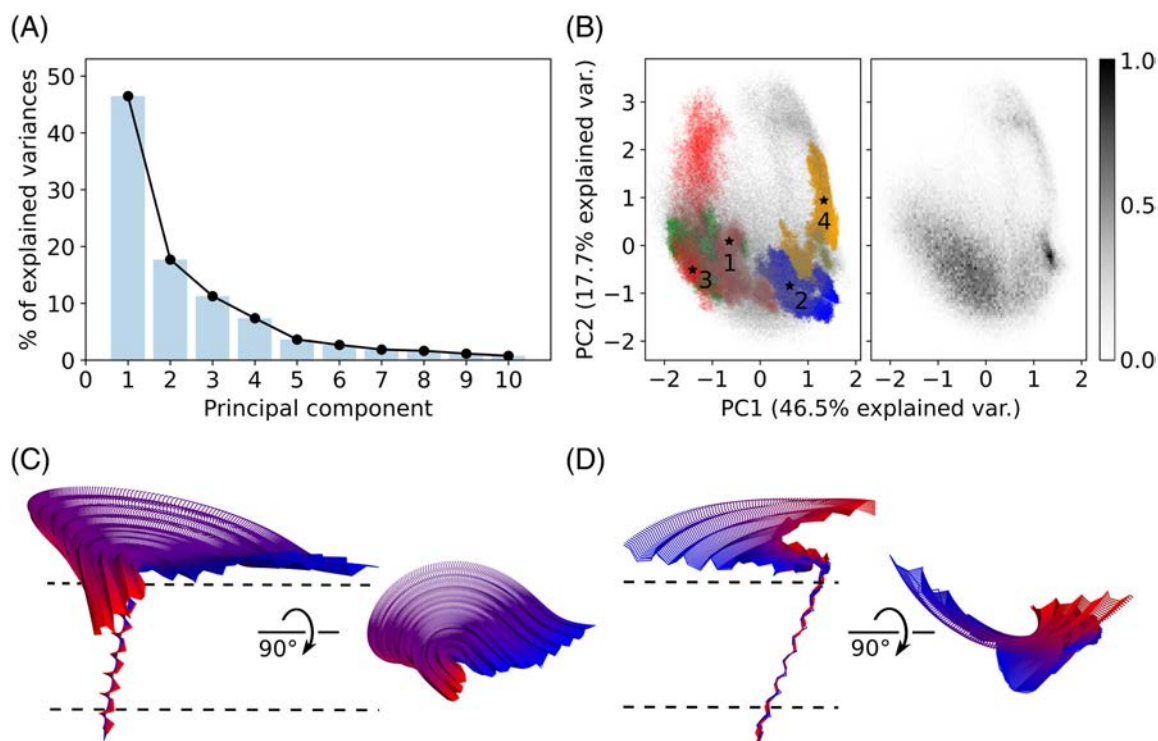 (A)
% of explained variances
50
40
30
20
10
0
0 1 2 3 4 5 6 7 8 9 10
Principal component
(B)
PC2 (17.7% explained var.)
3
2
1
0
−1
−2
1
2
3
4
−2 −1 0 1 2
−2 −1 0 1 2
PC1 (46.5% explained var.)
1.0
0.5
0.0
(C)
90°
(D)
90°